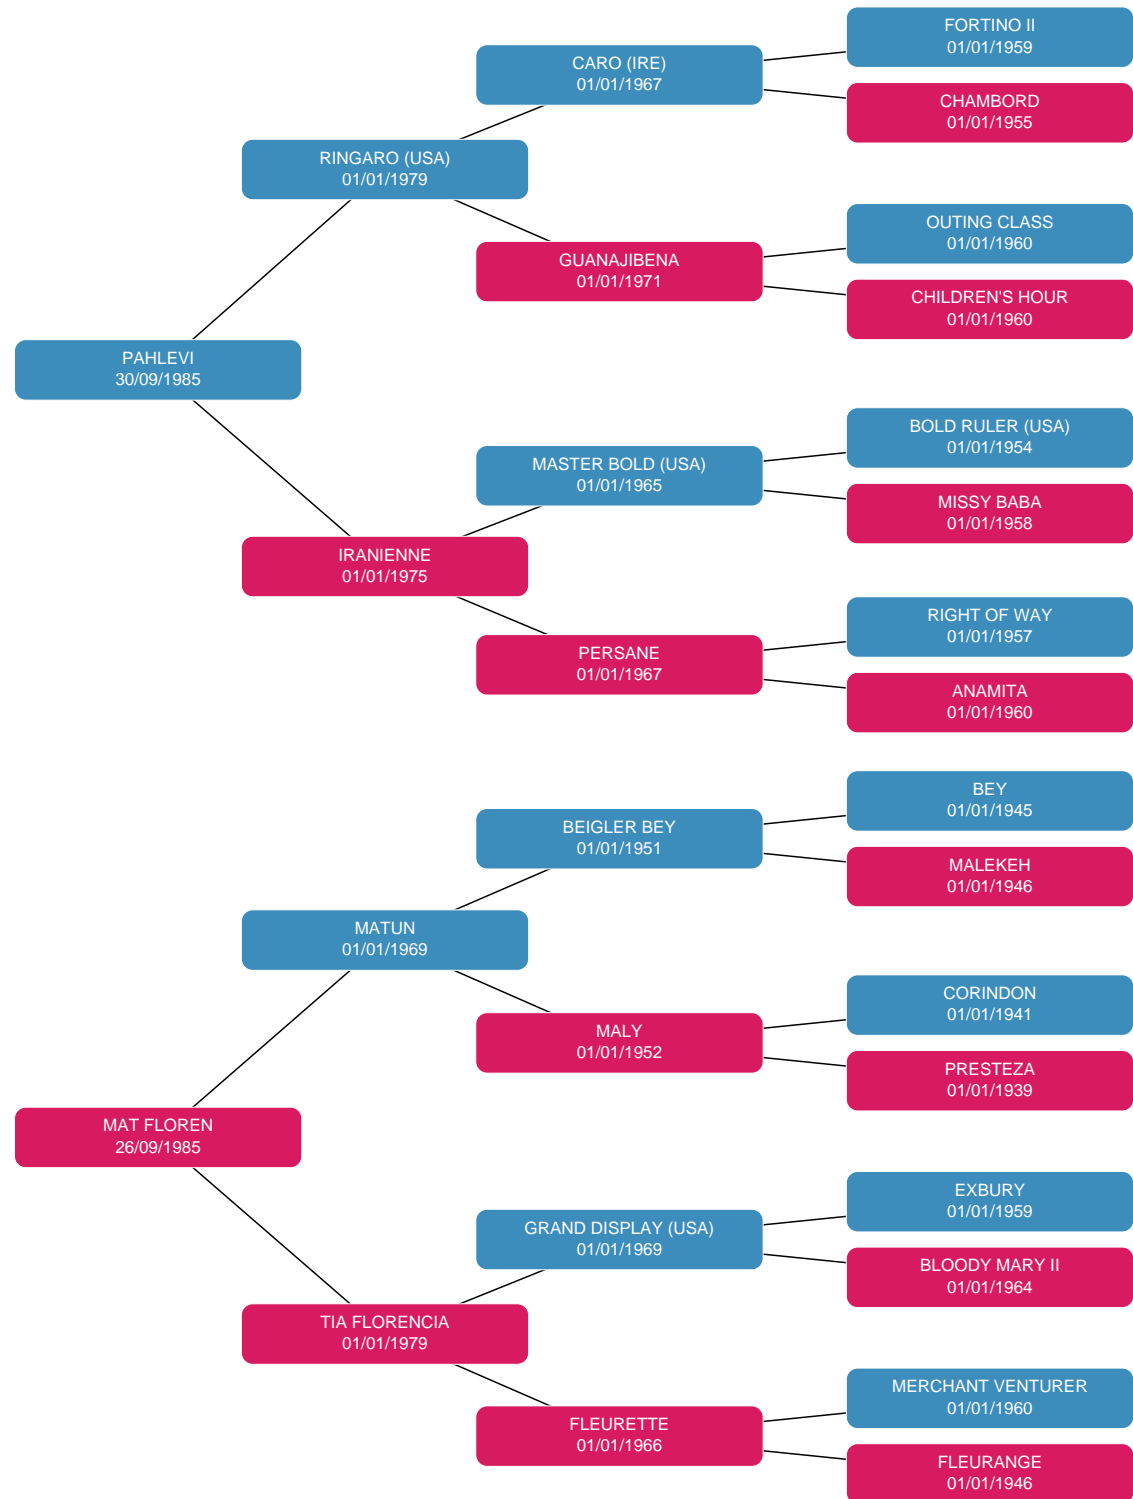 FORTINO II
01/01/1959
CARO (IRE)
01/01/1967
CHAMBORD
01/01/1955
RINGARO (USA)
01/01/1979
OUTING CLASS
01/01/1960
GUANAJIBENA
01/01/1971
CHILDREN'S HOUR
01/01/1960
PAHLEVI
30/09/1985
BOLD RULER (USA)
01/01/1954
MASTER BOLD (USA)
01/01/1965
MISSY BABA
01/01/1958
IRANIENNE
01/01/1975
RIGHT OF WAY
01/01/1957
PERSANE
01/01/1967
ANAMITA
01/01/1960
BEY
01/01/1945
BEIGLER BEY
01/01/1951
MALEKEH
01/01/1946
MATUN
01/01/1969
CORINDON
01/01/1941
MALY
01/01/1952
PRESTEZA
01/01/1939
MAT FLOREN
26/09/1985
EXBURY
01/01/1959
GRAND DISPLAY (USA)
01/01/1969
BLOODY MARY II
01/01/1964
TIA FLORENCIA
01/01/1979
MERCHANT VENTURER
01/01/1960
FLEURETTE
01/01/1966
FLEURANGE
01/01/1946